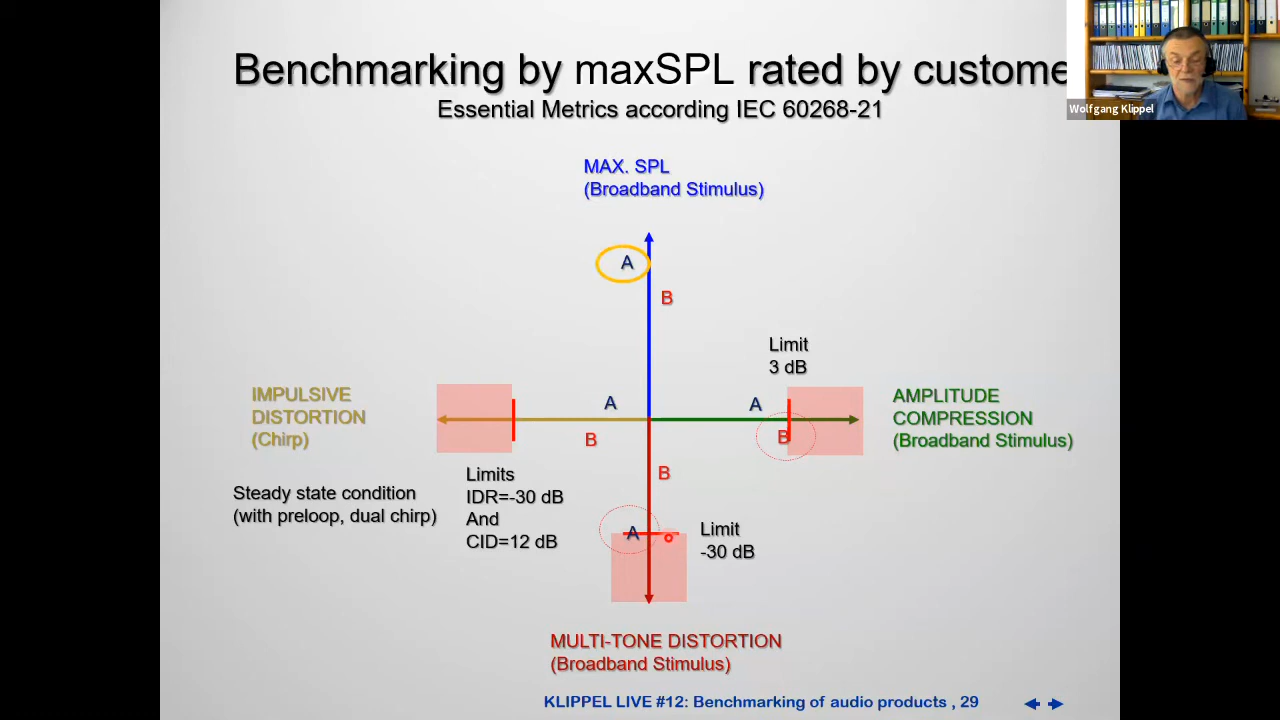 Benchmarking by maxSPL rated by custome
Essential Metrics according IEC 60268-21
Wolfgang Klippel
MAX. SPL
(Broadband Stimulus)
A
B
Limit
3 dB
IMPULSIVE
DISTORTION
(Chirp)
A
B
A
B
AMPLITUDE
COMPRESSION
(Broadband Stimulus)
Steady state condition
(with preloop, dual chirp)
Limits
IDR=-30 dB
And
CID=12 dB
B
A
Limit
-30 dB
MULTI-TONE DISTORTION
(Broadband Stimulus)
KLIPPEL LIVE #12: Benchmarking of audio products , 29